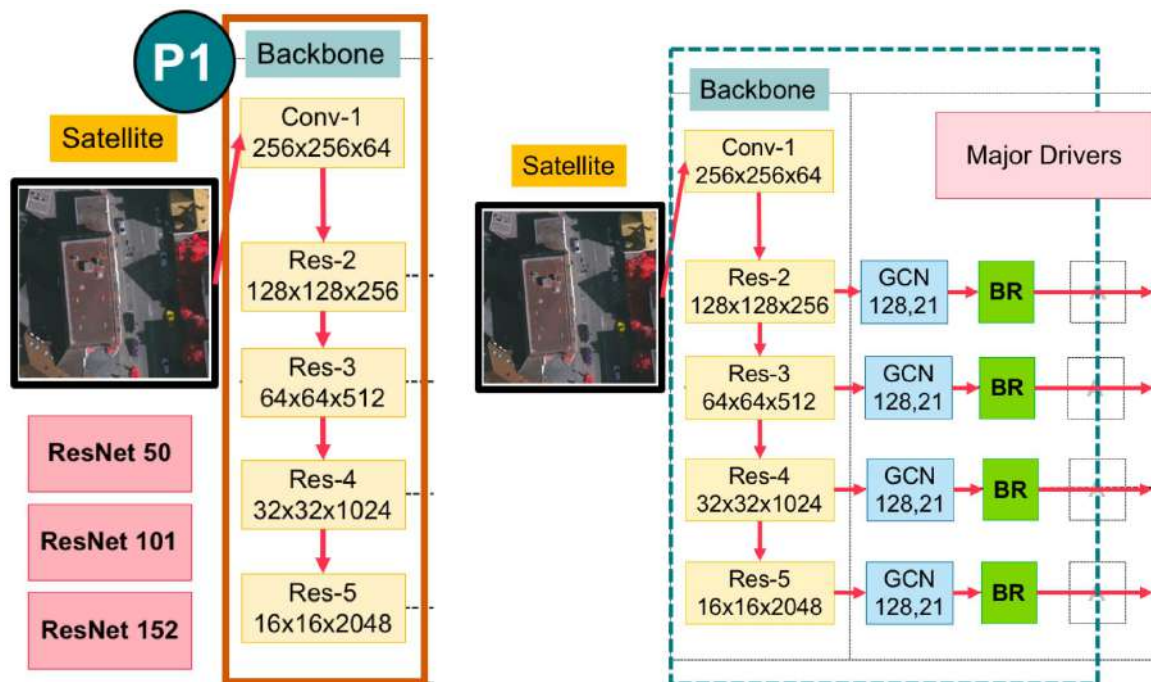 P1
Backbone
Satellite
Conv-1
256x256x64
Res-2
128x128x256
Res-3
64x64x512
Res-4
32x32x1024
Res-5
16x16x2048
ResNet 50
ResNet 101
ResNet 152
Backbone
Major Drivers
Satellite
Conv-1
256x256x64
Res-2
128x128x256
GCN
128,21
BR
A
Res-3
64x64x512
GCN
128,21
BR
A
Res-4
32x32x1024
GCN
128,21
BR
A
Res-5
16x16x2048
GCN
128,21
BR
A